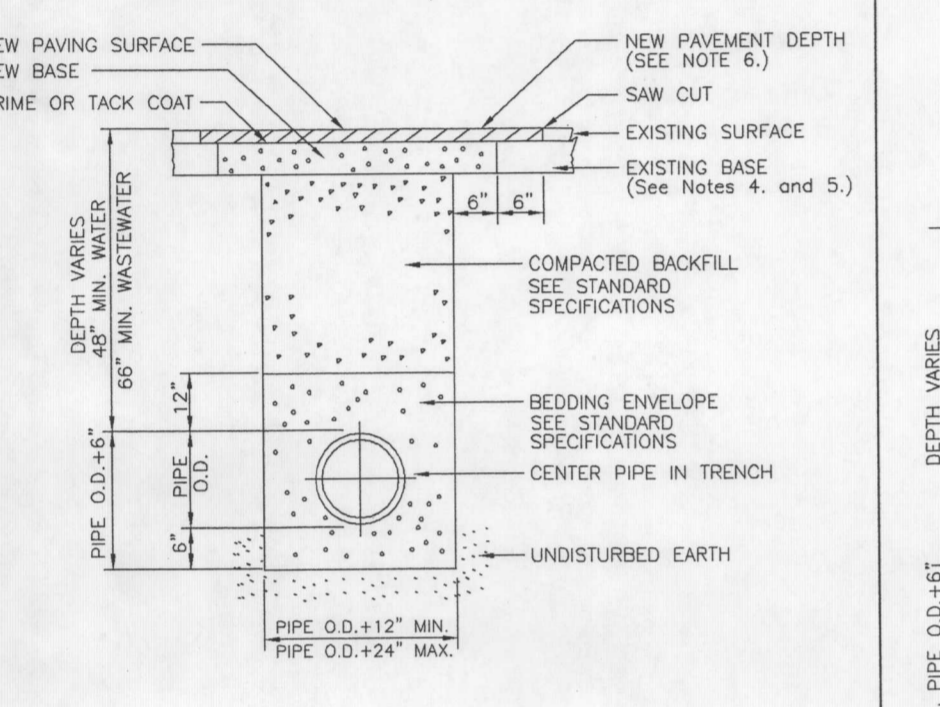 EW PAVING SURFACE
EW BASE
RIME OR TACK COAT
NEW PAVEMENT DEPTH
(SEE NOTE 6.)
SAW CUT
EXISTING SURFACE
EXISTING BASE
(See Notes 4. and 5.)
6" 6"
DEPTH VARIES
48" MIN. WATER
66" MIN. WASTEWATER
COMPACTED BACKFILL
SEE STANDARD
SPECIFICATIONS
12"
BEDDING ENVELOPE
SEE STANDARD
SPECIFICATIONS
PIPE O.D.+6"
PIPE
O.D.
CENTER PIPE IN TRENCH
6"
UNDISTURBED EARTH
PIPE O.D.+12" MIN.
PIPE O.D.+24" MAX.
DEPTH VARIES
PIPE O.D.+6"